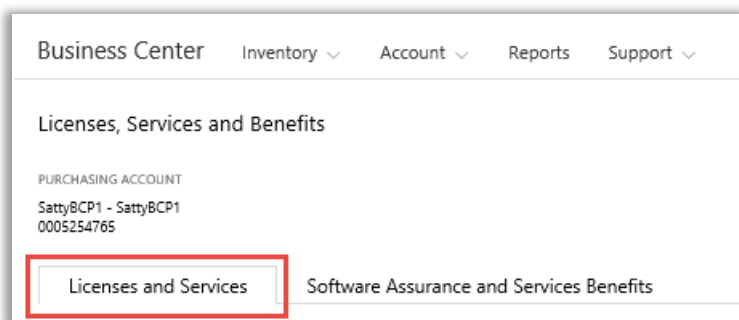 Business Center Inventory Account Reports Support
Licenses, Services and Benefits
PURCHASING ACCOUNT
SattyBCP1 - SattyBCP1
0005254765
Licenses and Services Software Assurance and Services Benefits